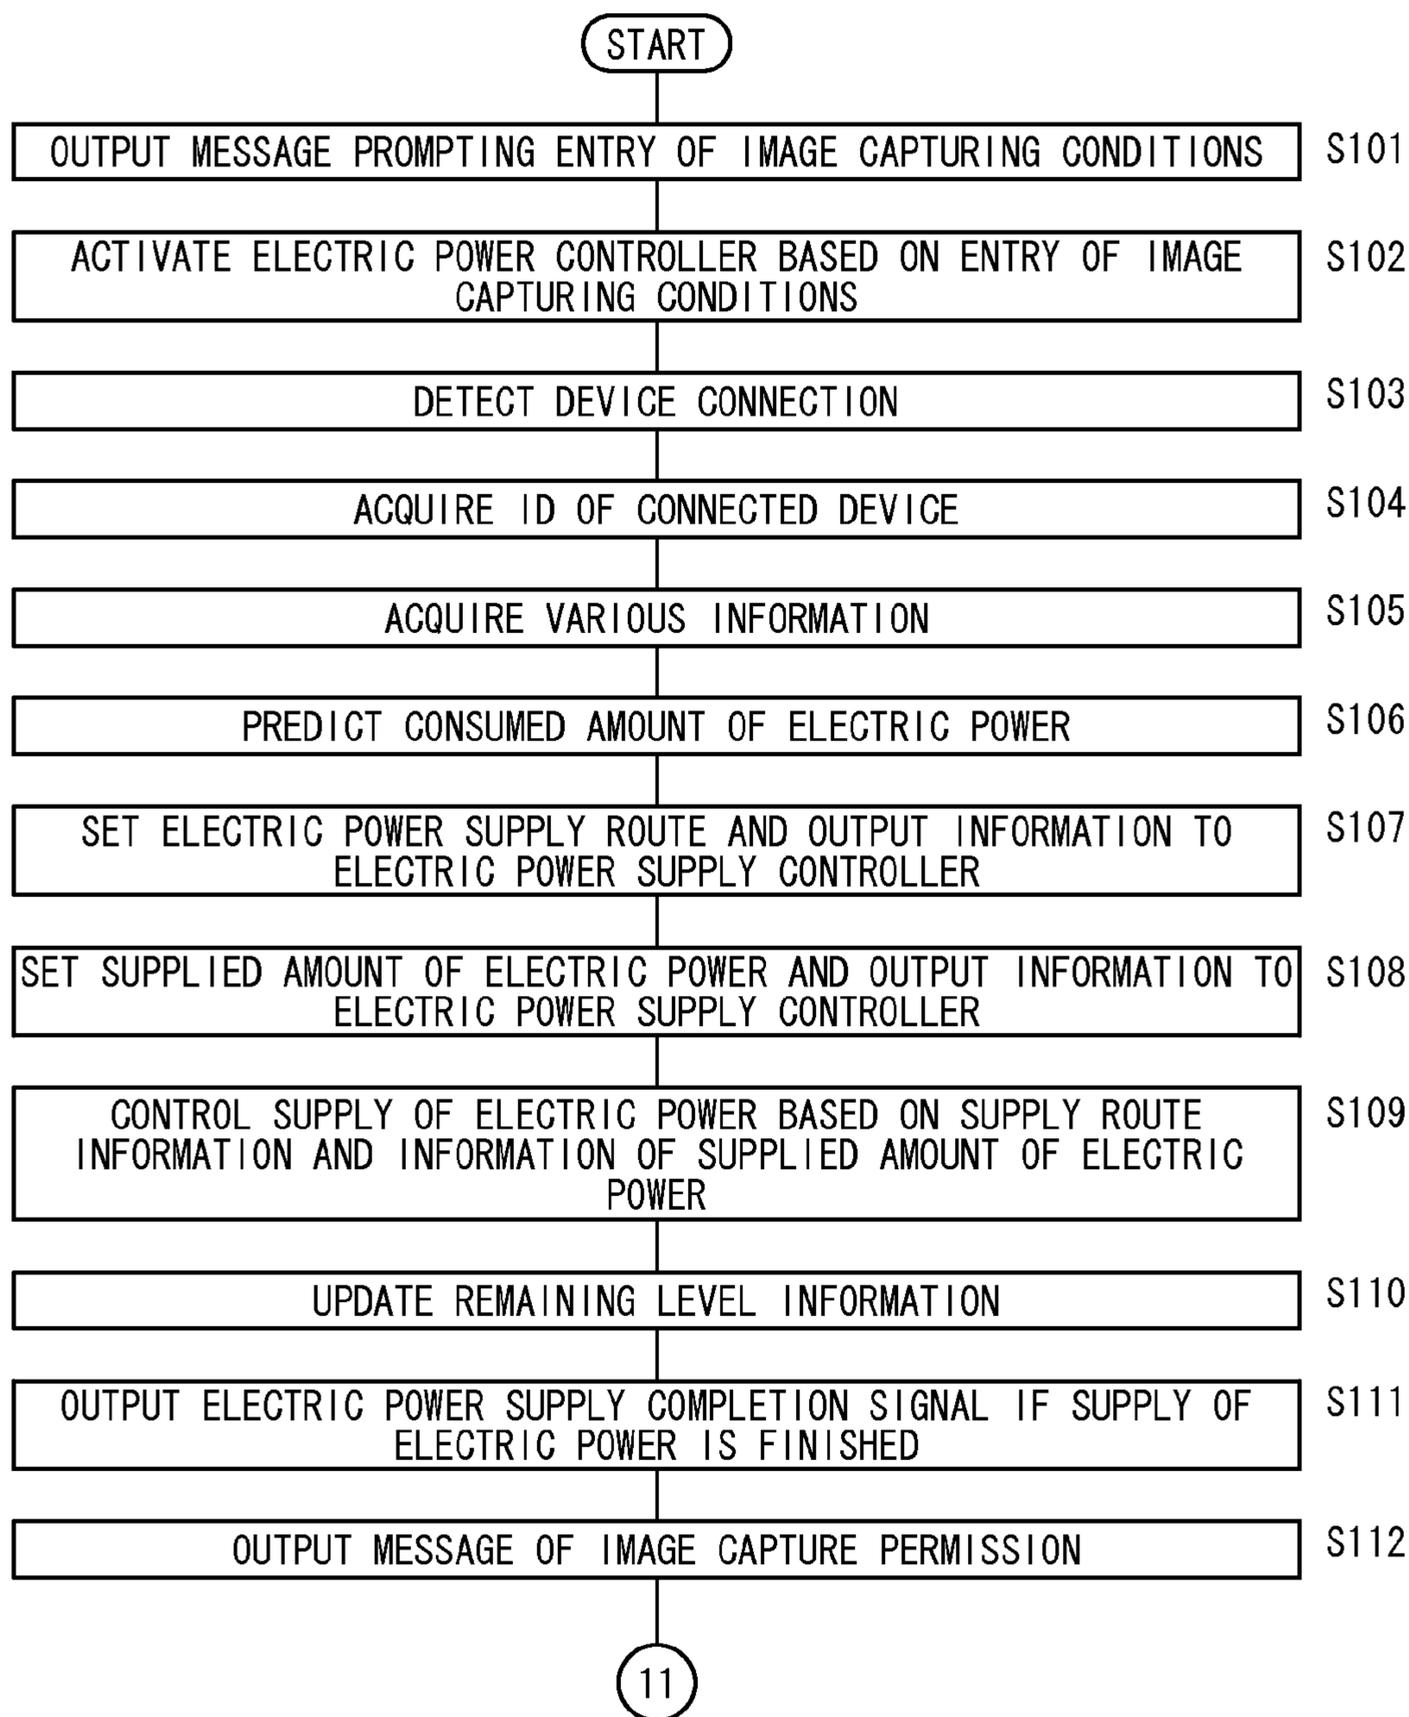 START
OUTPUT MESSAGE PROMPTING ENTRY OF IMAGE CAPTURING CONDITIONS S101
ACTIVATE ELECTRIC POWER CONTROLLER BASED ON ENTRY OF IMAGE S102
CAPTURING CONDITIONS
DETECT DEVICE CONNECTION S103
ACQUIRE ID OF CONNECTED DEVICE S104
ACQUIRE VARIOUS INFORMATION S105
PREDICT CONSUMED AMOUNT OF ELECTRIC POWER S106
SET ELECTRIC POWER SUPPLY ROUTE AND OUTPUT INFORMATION TO S107
ELECTRIC POWER SUPPLY CONTROLLER
SET SUPPLIED AMOUNT OF ELECTRIC POWER AND OUTPUT INFORMATION TO S108
ELECTRIC POWER SUPPLY CONTROLLER
CONTROL SUPPLY OF ELECTRIC POWER BASED ON SUPPLY ROUTE S109
INFORMATION AND INFORMATION OF SUPPLIED AMOUNT OF ELECTRIC
POWER
UPDATE REMAINING LEVEL INFORMATION S110
OUTPUT ELECTRIC POWER SUPPLY COMPLETION SIGNAL IF SUPPLY OF S111
ELECTRIC POWER IS FINISHED
OUTPUT MESSAGE OF IMAGE CAPTURE PERMISSION S112
11